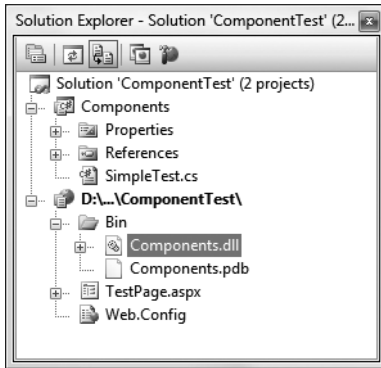 Solution Explorer - Solution 'ComponentTest' (2...
Solution 'ComponentTest' (2 projects)
Components
Properties
References
SimpleTest.cs
D:\...\ComponentTest\
Bin
Components.dll
Components.pdb
TestPage.aspx
Web.Config